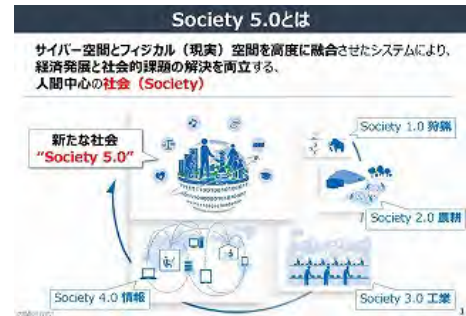 Society 5.0とは
サイバー空間とフィジカル（現実）空間を高度に融合させたシステムにより、
経済発展と社会的課題の解決を両立する、
人間中心の社会（Society）
新たな社会
“Society 5.0”
Society 1.0 狩猟
Society 2.0 農耕
Society 3.0 工業
Society 4.0 情報